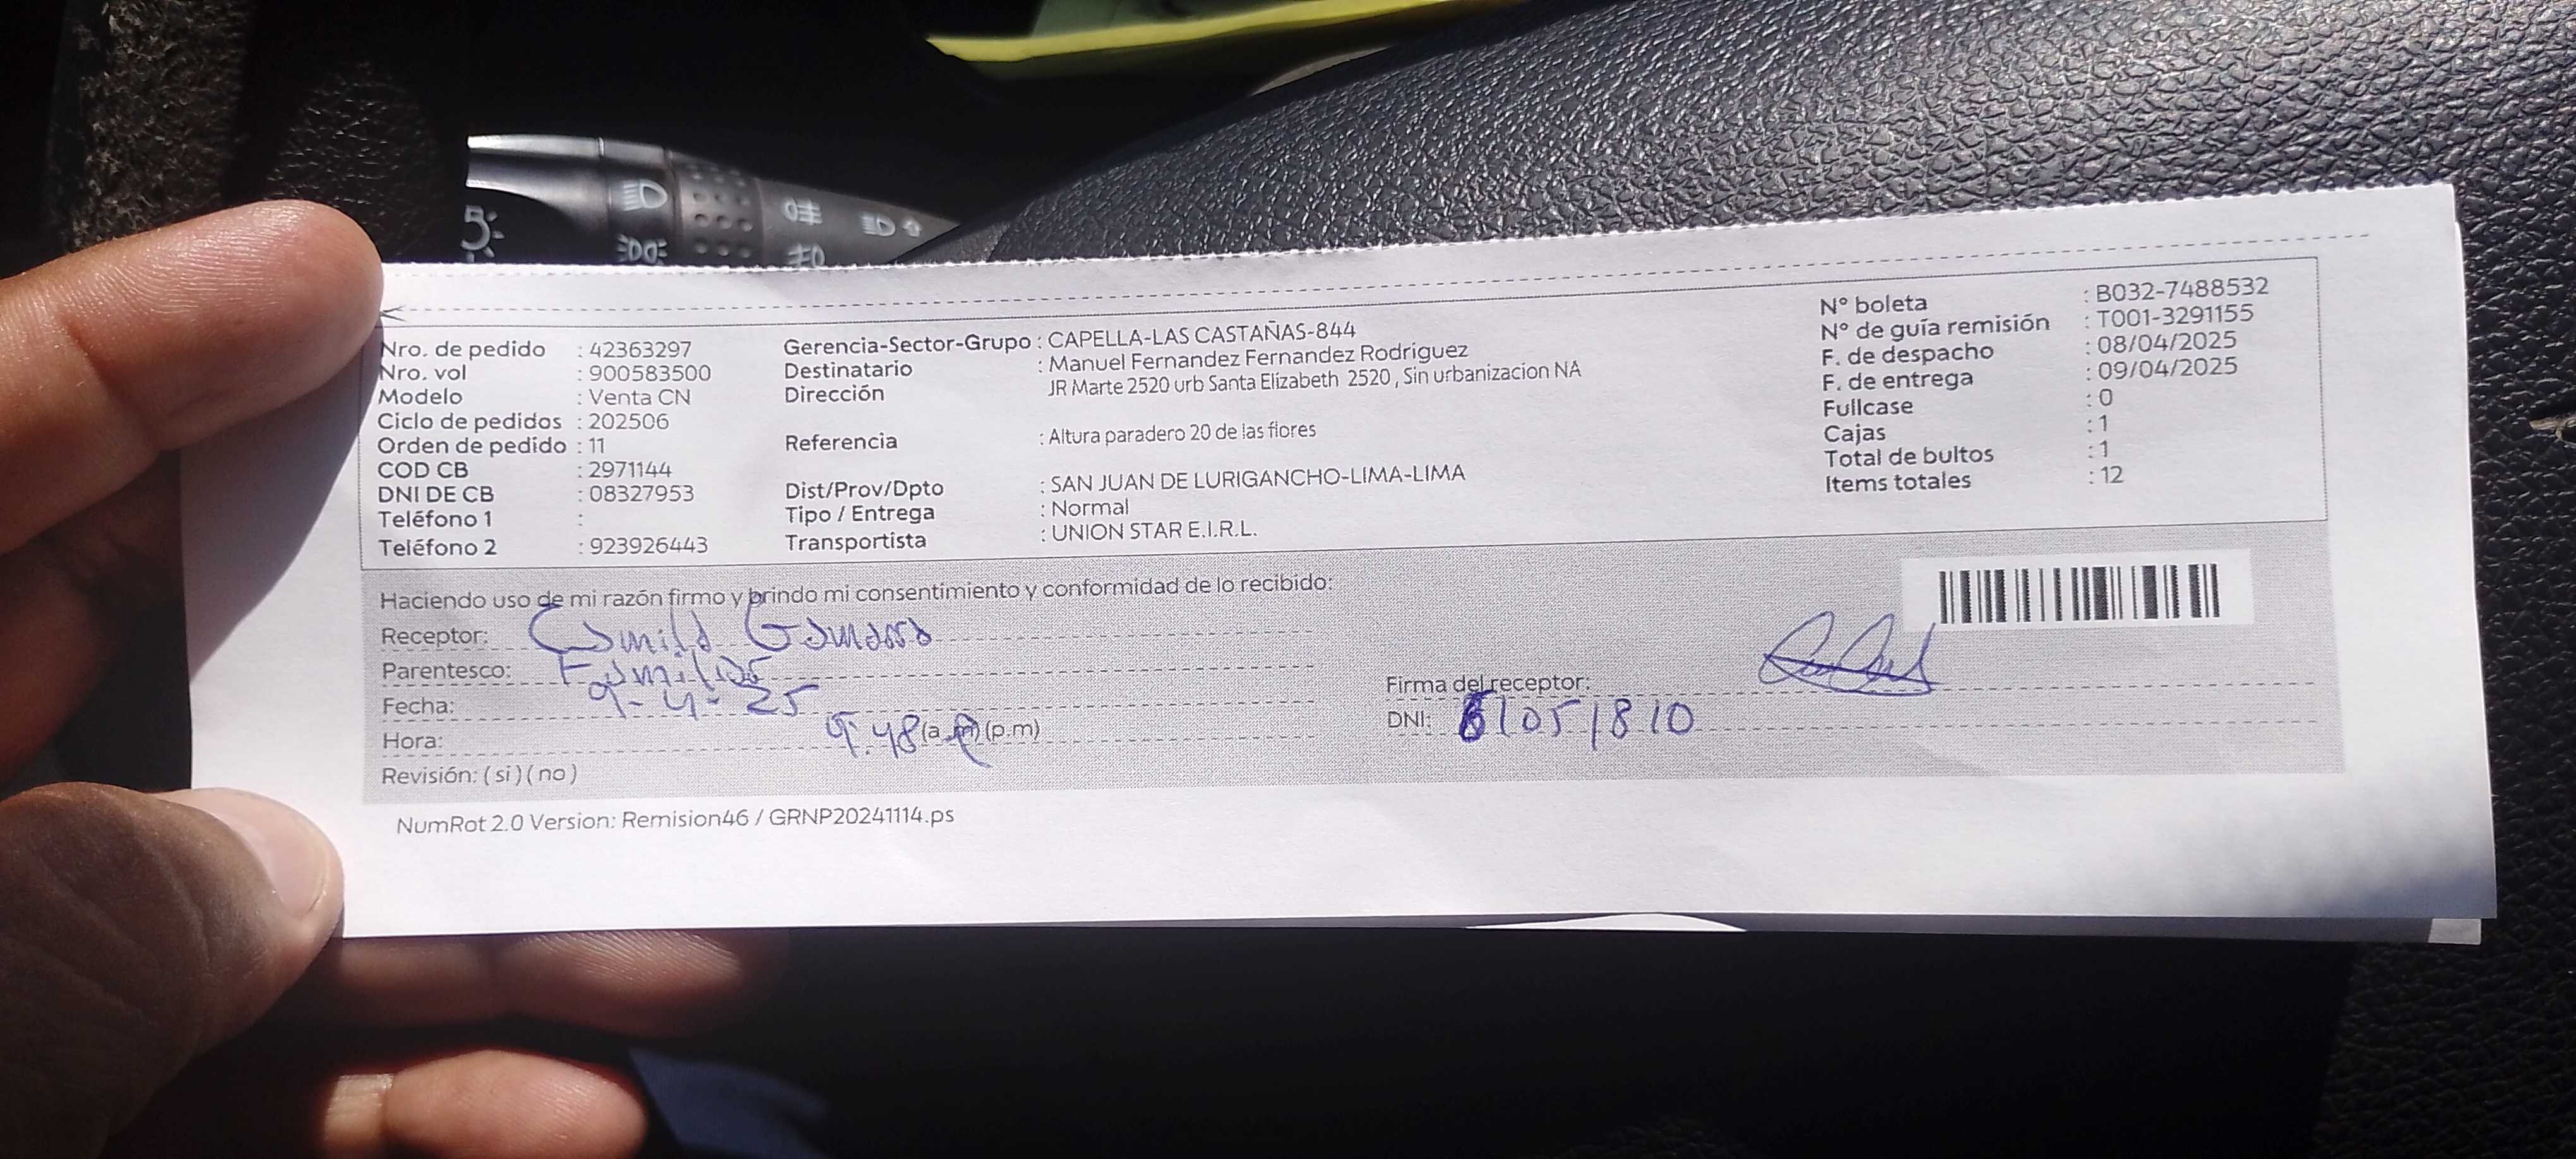 Nro. de pedido : 42363297
Nro. vol : 900583500
Modelo : Venta CN
Ciclo de pedidos : 202506
Orden de pedido : 11
COD CB : 2971144
DNI DE CB : 08327953
Teléfono 1 :
Teléfono 2 : 923926443
Gerencia-Sector-Grupo : CAPELLA-LAS CASTAÑAS-844
Destinatario : Manuel Fernandez Fernandez Rodriguez
Dirección JR Marte 2520 urb Santa Elizabeth 2520 , Sin urbanizacion NA
Referencia : Altura paradero 20 de las flores
Dist/Prov/Dpto : SAN JUAN DE LURIGANCHO-LIMA-LIMA
Tipo / Entrega : Normal
Transportista : UNION STAR E.I.R.L.
N° boleta : B032-7488532
N° de guía remisión : T001-3291155
F. de despacho : 08/04/2025
F. de entrega : 09/04/2025
Fullcase : 0
Cajas : 1
Total de bultos : 1
Items totales : 12
Haciendo uso de mi razón firmo y brindo mi consentimiento y conformidad de lo recibido:
Receptor: Camila
Parentesco: Familiar
Fecha: 9-4-25
Hora: 9.48 (a.m) (p.m)
Revisión: ( si ) ( no )
Firma del receptor:
DNI: 61051810
NumRot 2.0 Version: Remision46 / GRNP20241114.ps